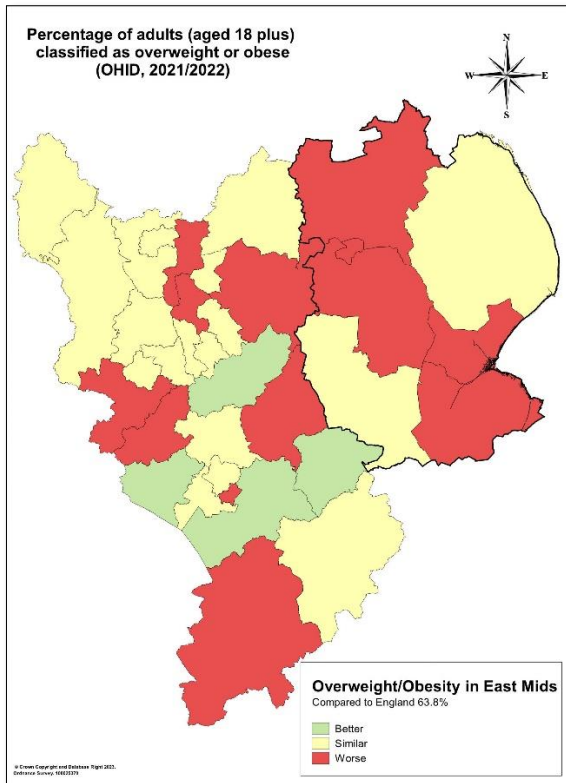 Percentage of adults (aged 18 plus)
classified as overweight or obese
(OHID, 2021/2022)
N
W
E
S
Overweight/Obesity in East Mids
Compared to England 63.8%
Better
Similar
Worse
© Crown Copyright and Database Right 2023.
Ordnance Survey.